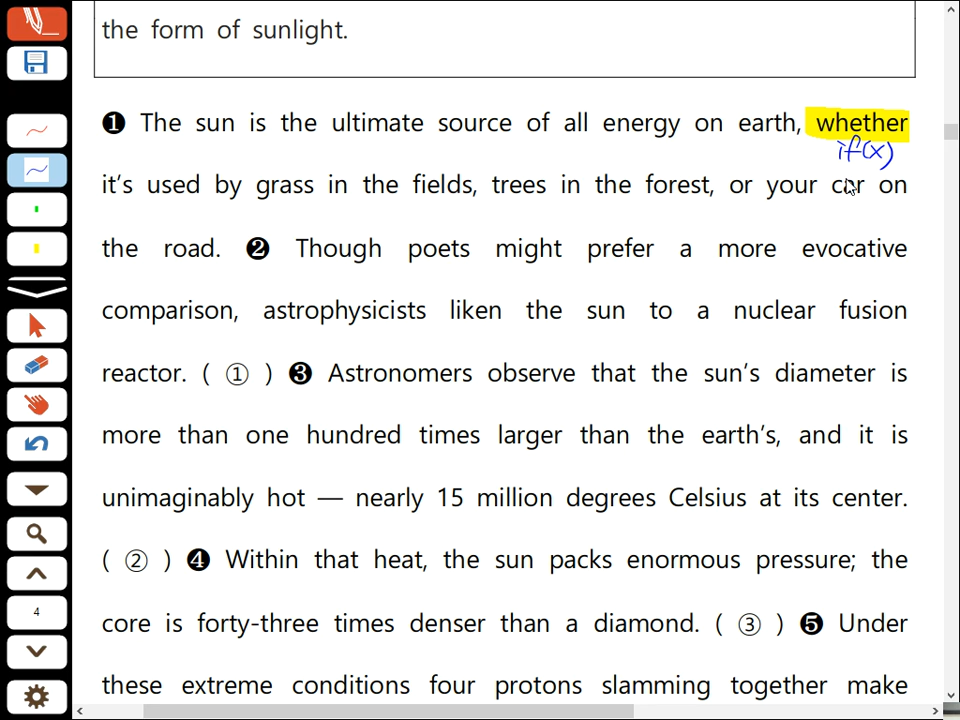 the form of sunlight.
❶ The sun is the ultimate source of all energy on earth, whether
if(x)
it's used by grass in the fields, trees in the forest, or your car on
the road. ❷ Though poets might prefer a more evocative
comparison, astrophysicists liken the sun to a nuclear fusion
reactor. ( ① ) ❸ Astronomers observe that the sun's diameter is
more than one hundred times larger than the earth's, and it is
unimaginably hot — nearly 15 million degrees Celsius at its center.
( ② ) ❹ Within that heat, the sun packs enormous pressure; the
core is forty-three times denser than a diamond. ( ③ ) ❺ Under
these extreme conditions four protons slamming together make
4